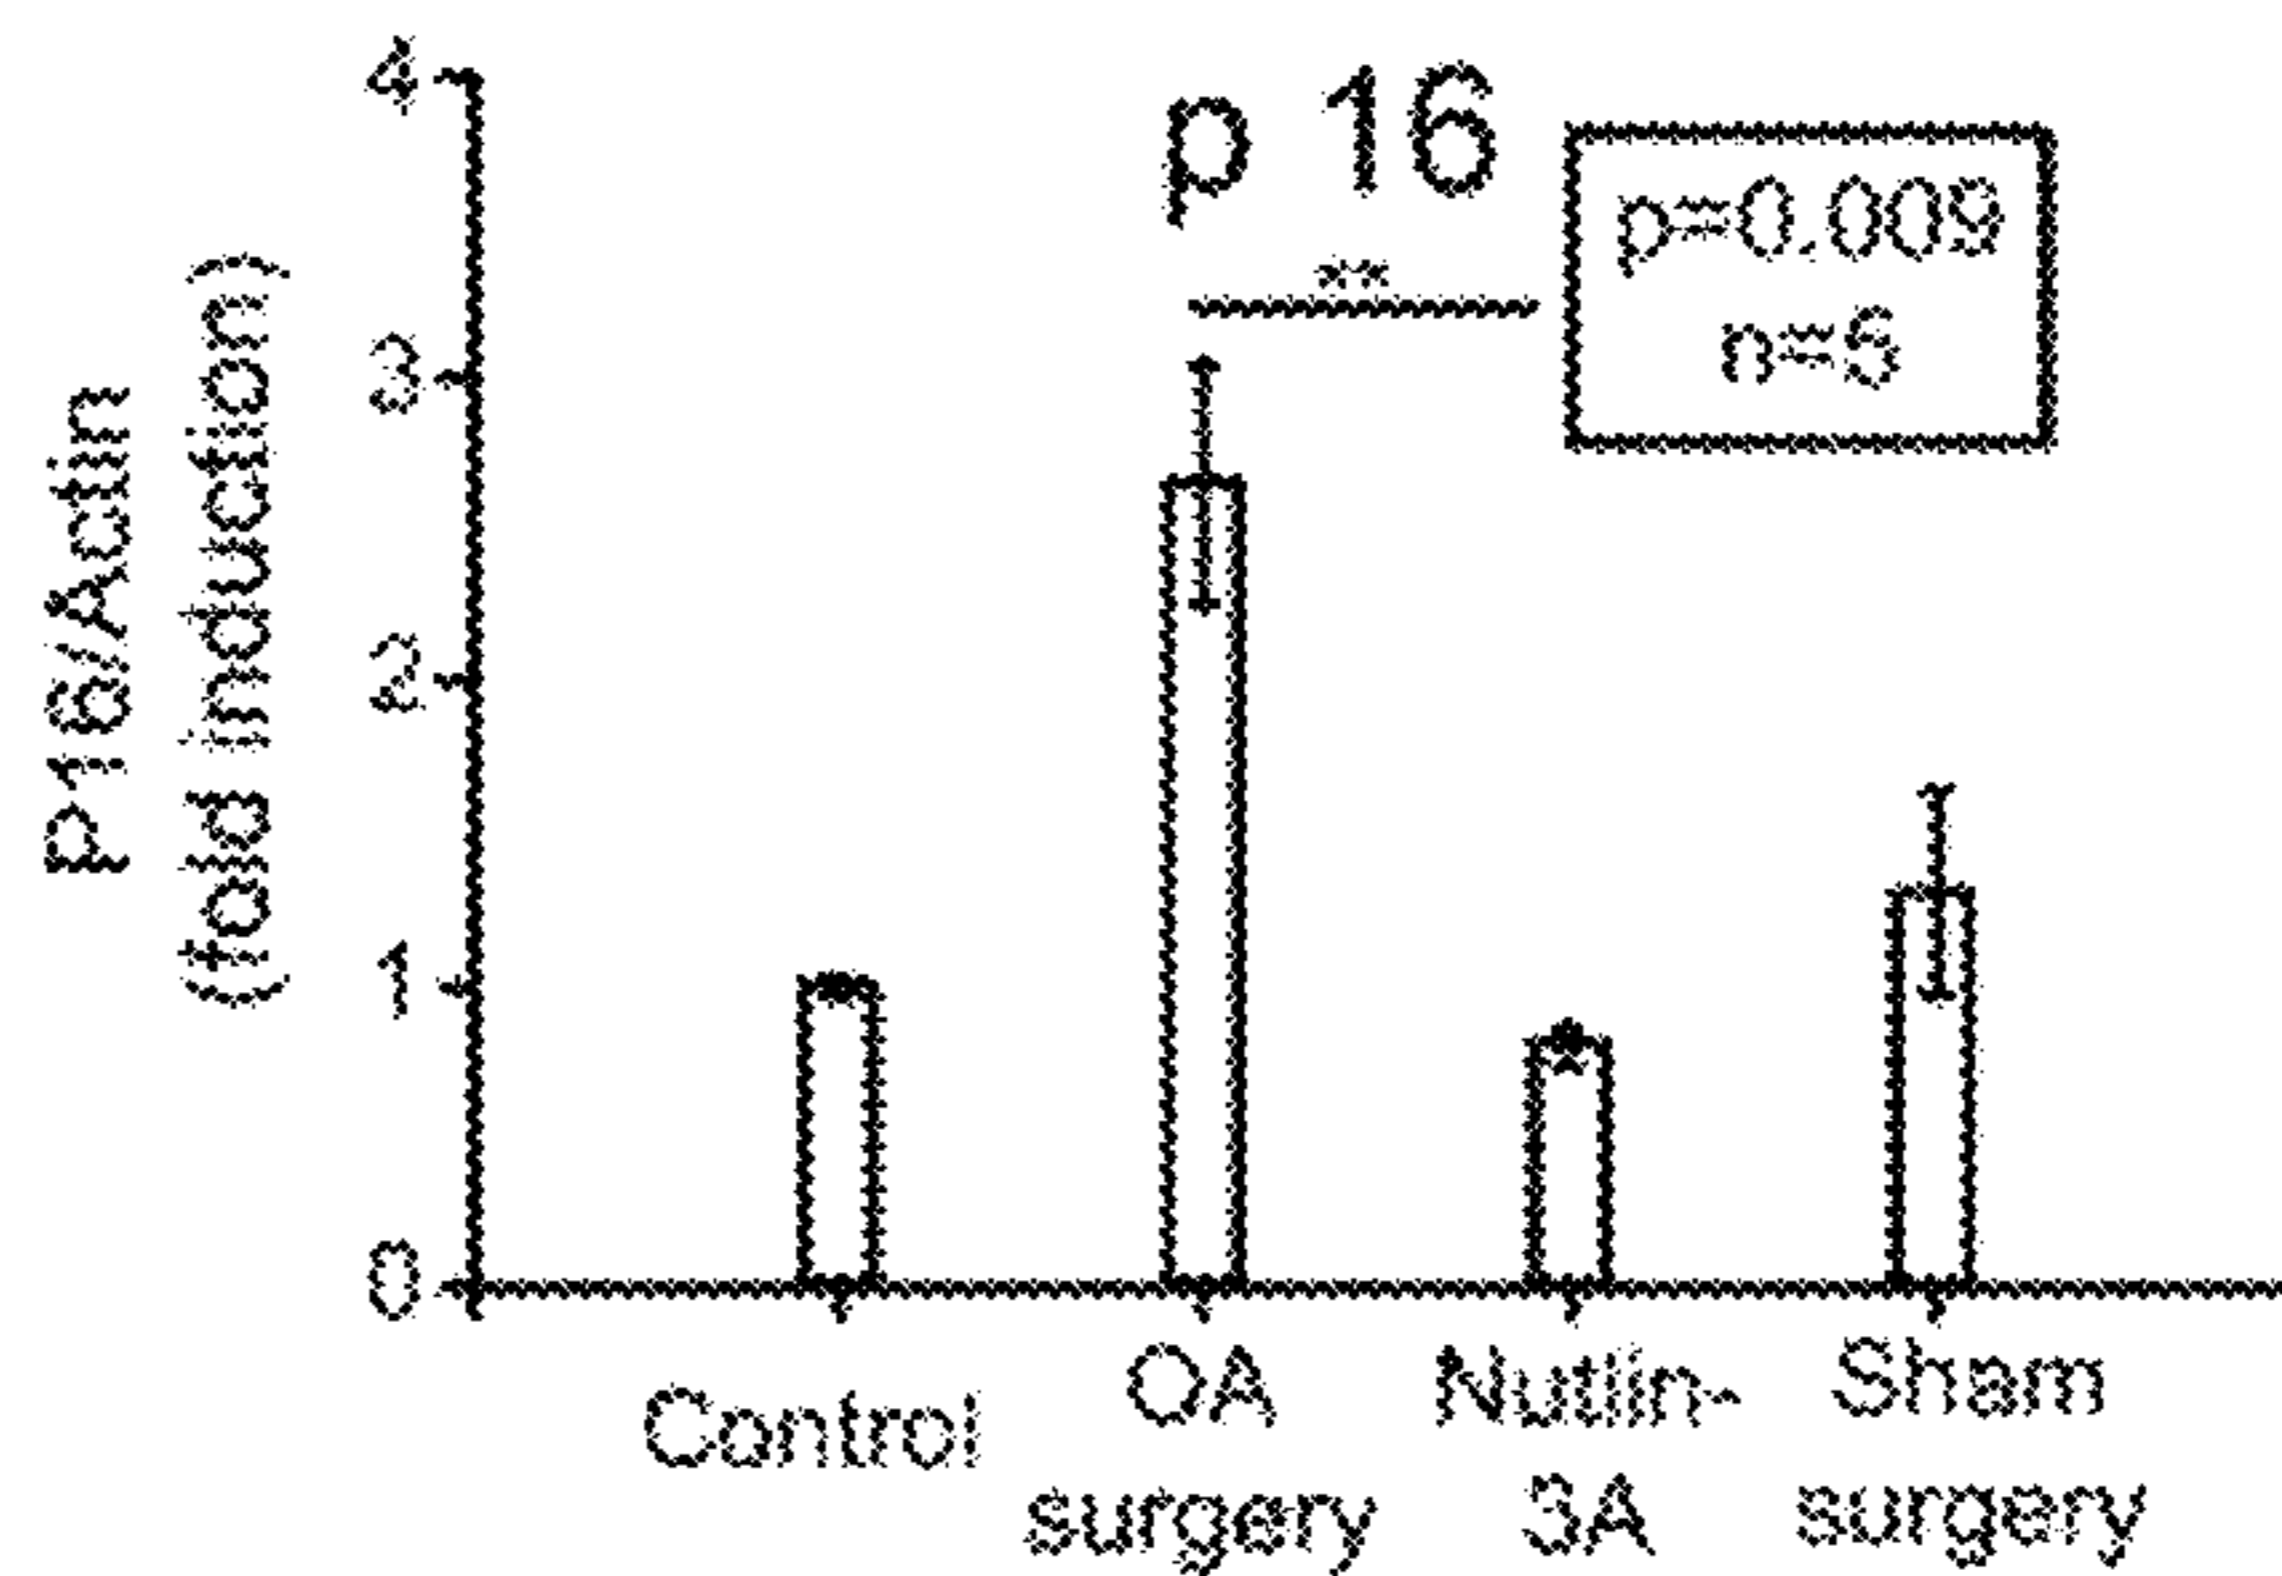 p 16
**
p=0.009
n=6
P16/Actin
(fold induction)
4
3
2
1
0
Control
OA
surgery
Nutlin-
3A
Sham
surgery